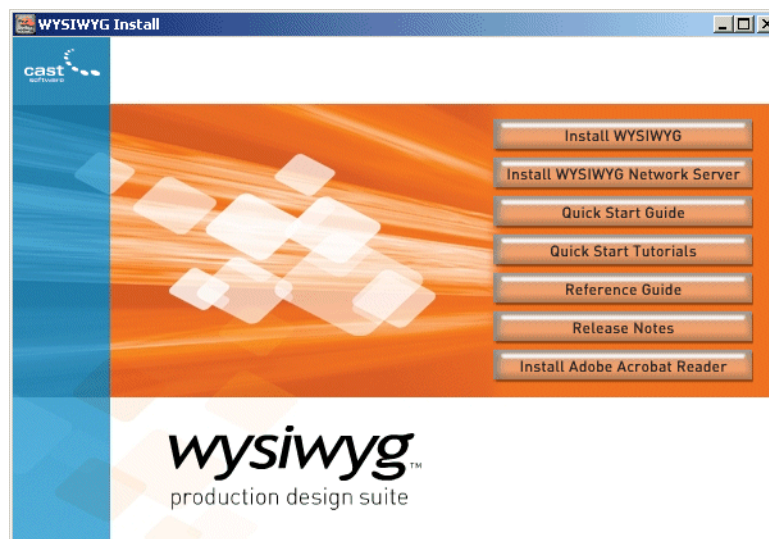 WYSIWYG Install
cast
software
Install WYSIWYG
Install WYSIWYG Network Server
Quick Start Guide
Quick Start Tutorials
Reference Guide
Release Notes
Install Adobe Acrobat Reader
wysiwyg™
production design suite